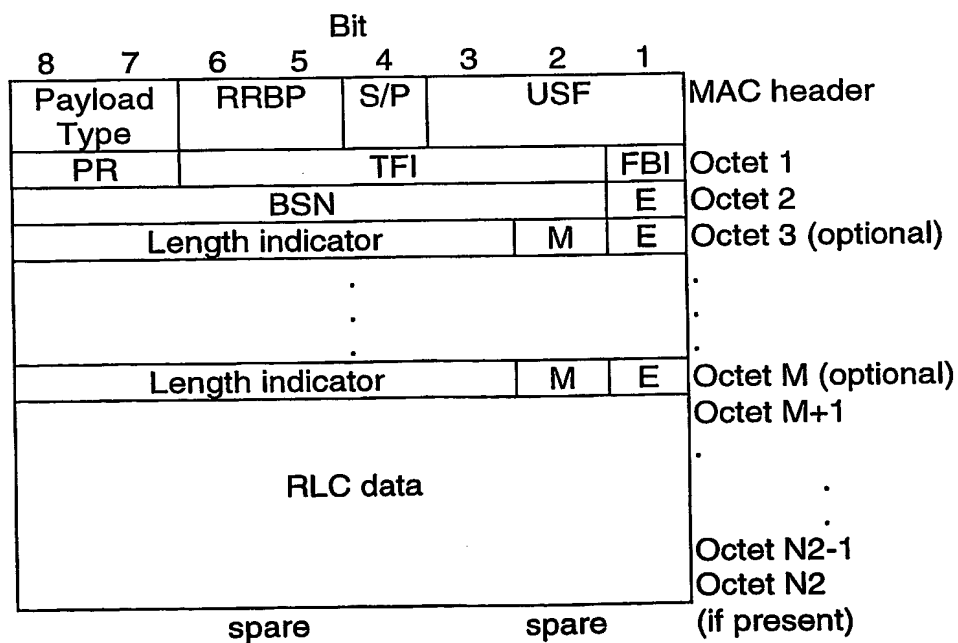 Bit
8 7 6 5 4 3 2 1
Payload Type RRBP S/P USF MAC header
PR TFI FBI Octet 1
BSN E Octet 2
Length indicator M E Octet 3 (optional)
Length indicator M E Octet M (optional)
Octet M+1
RLC data
Octet N2-1
Octet N2
spare spare (if present)